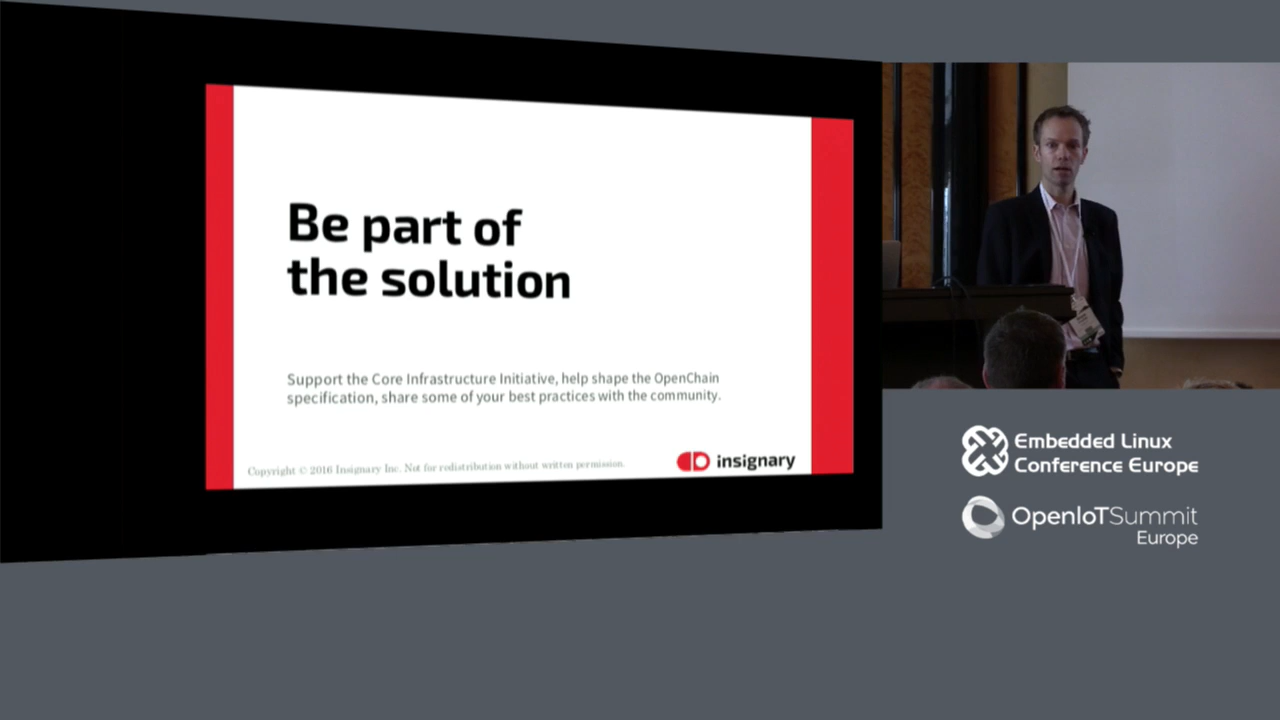 Be part of
the solution
Support the Core Infrastructure Initiative, help shape the OpenChain
specification, share some of your best practices with the community.
Copyright © 2016 Insignary Inc. Not for redistribution without written permission.
insignary
Embedded Linux
Conference Europe
OpenIoTSummit
Europe